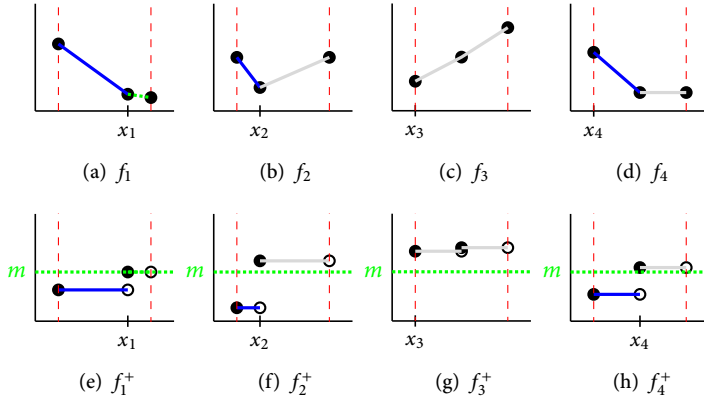 x₁ x₂ x₃ x₄
(a) f₁ (b) f₂ (c) f₃ (d) f₄
m m m m
x₁ x₂ x₃ x₄
(e) f₁⁺ (f) f₂⁺ (g) f₃⁺ (h) f₄⁺